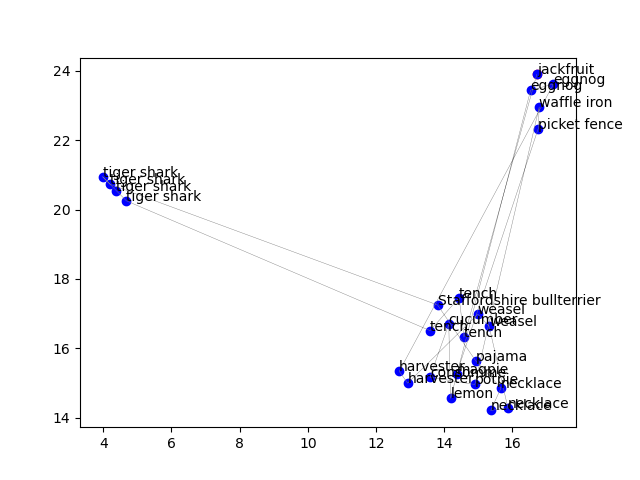 jackfruit
eggnog
eggnog
waffle iron
picket fence
tiger shark
tiger shark
tiger shark
tiger shark
tench
Staffordshire bullterrier
weasel
cucumber
weasel
tench
tench
pajama
harvester
magpie
harvester
necklace
lemon
necklace
necklace
24
22
20
18
16
14
4
6
8
10
12
14
16